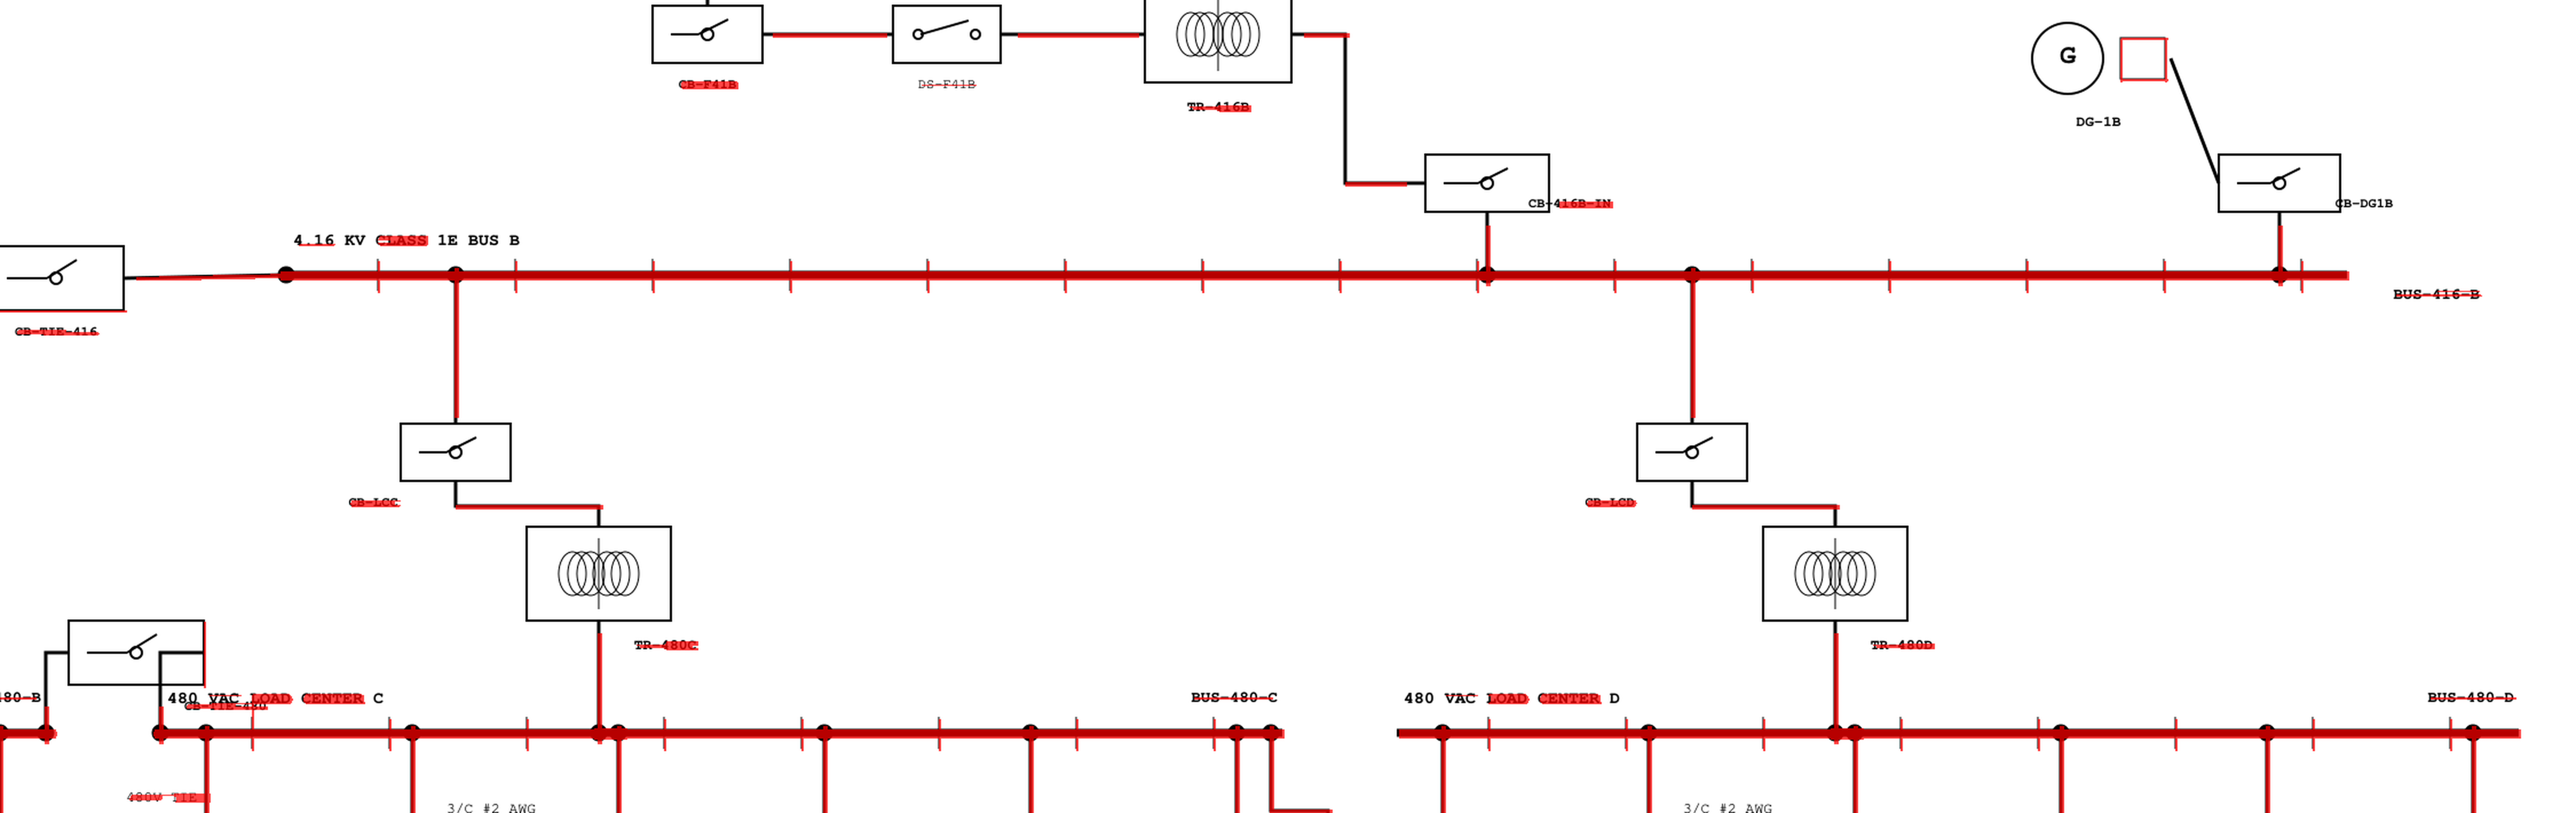 G
CB-F41B
DS-F41B
TR-416B
DG-1B
CB-416B-IN
CB-DG1B
4.16 KV CLASS 1E BUS B
BUS-416-B
CB-TIE-416
CB-LCC
CB-LCD
TR-480C
TR-480D
80-B
480 VAC LOAD CENTER C
BUS-480-C
480 VAC LOAD CENTER D
BUS-480-D
CB-TIE-480
480V TIE
3/C #2 AWG
3/C #2 AWG